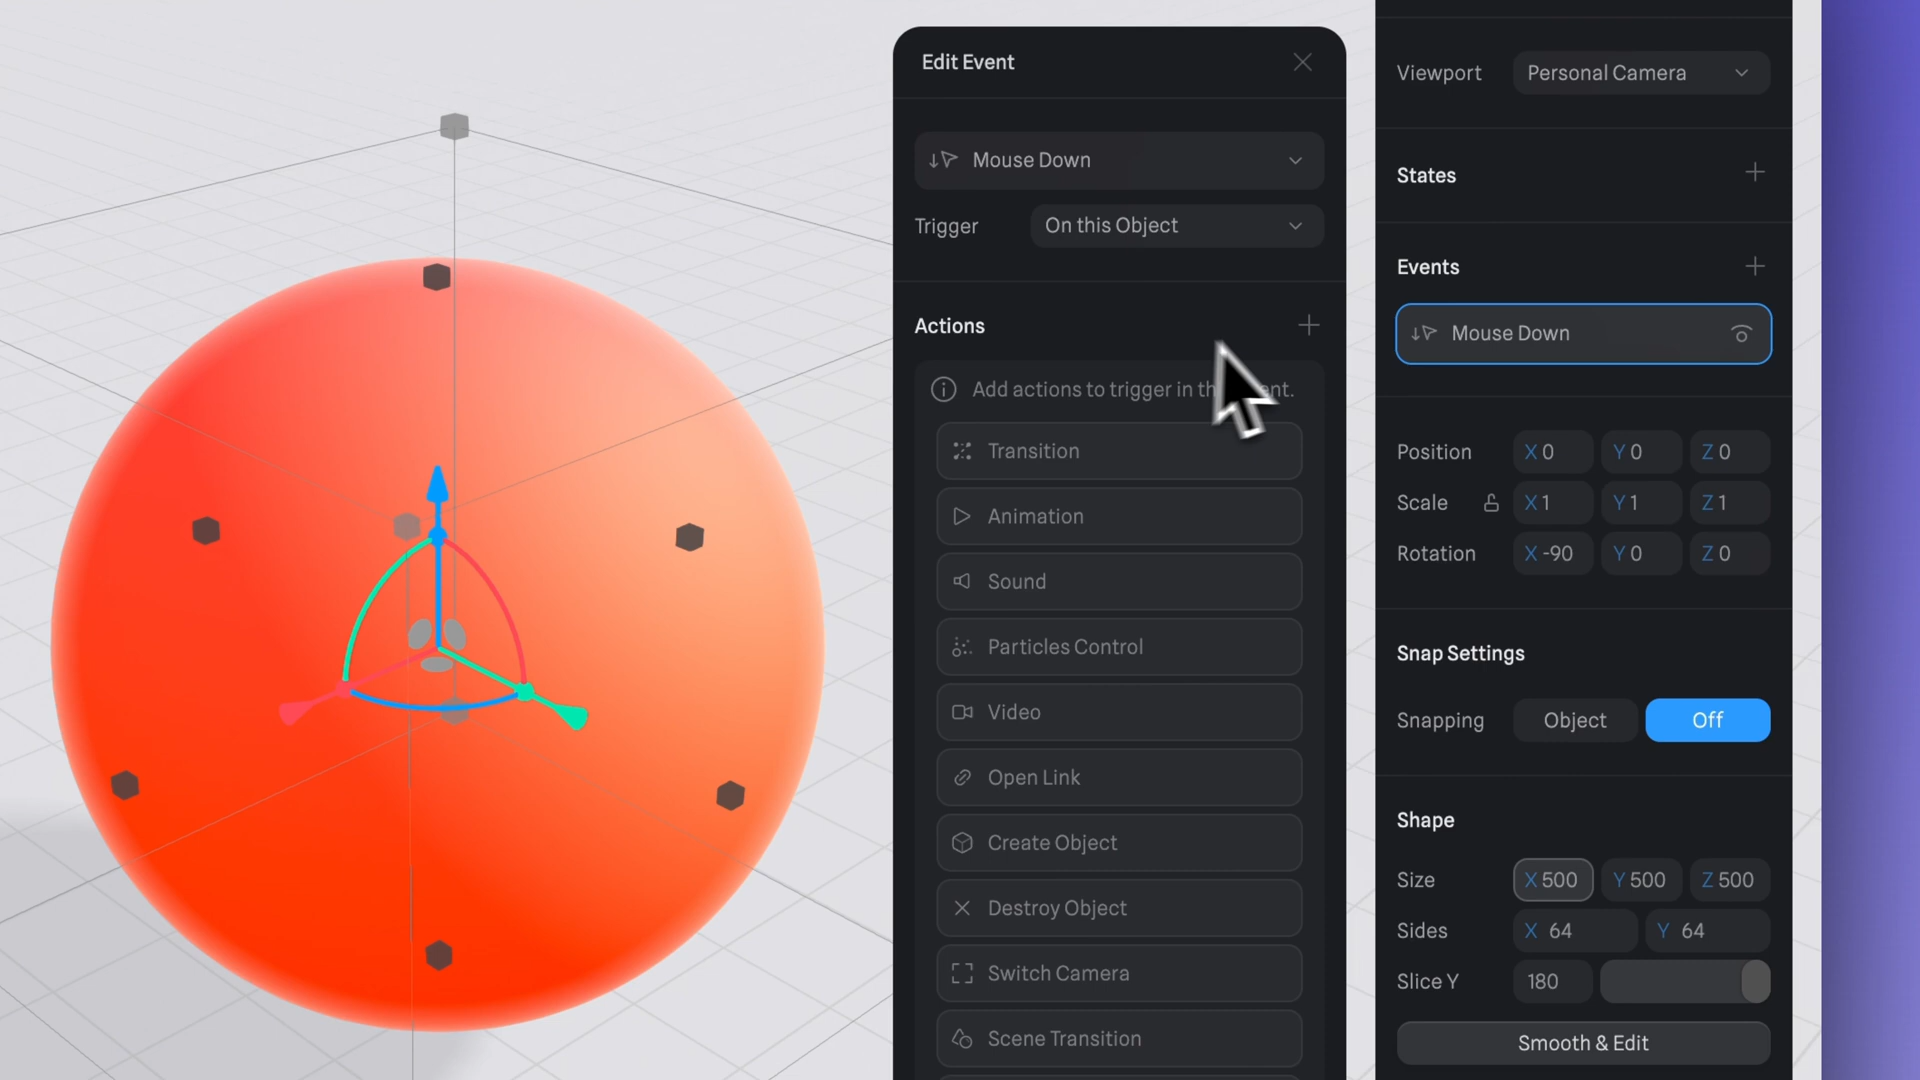 Edit Event
Mouse Down
Trigger
On this Object
Actions
Add actions to trigger in
Transition
Animation
Sound
Particles Control
Video
Open Link
Create Object
Destroy Object
Switch Camera
Scene Transition
Viewport
Personal Camera
States
Events
Mouse Down
Position X 0 Y 0 Z 0
Scale X 1 Y 1 Z 1
Rotation X -90 Y 0 Z 0
Snap Settings
Snapping Object Off
Shape
Size X 500 Y 500 Z 500
Sides X 64 Y 64
Slice Y 180
Smooth & Edit